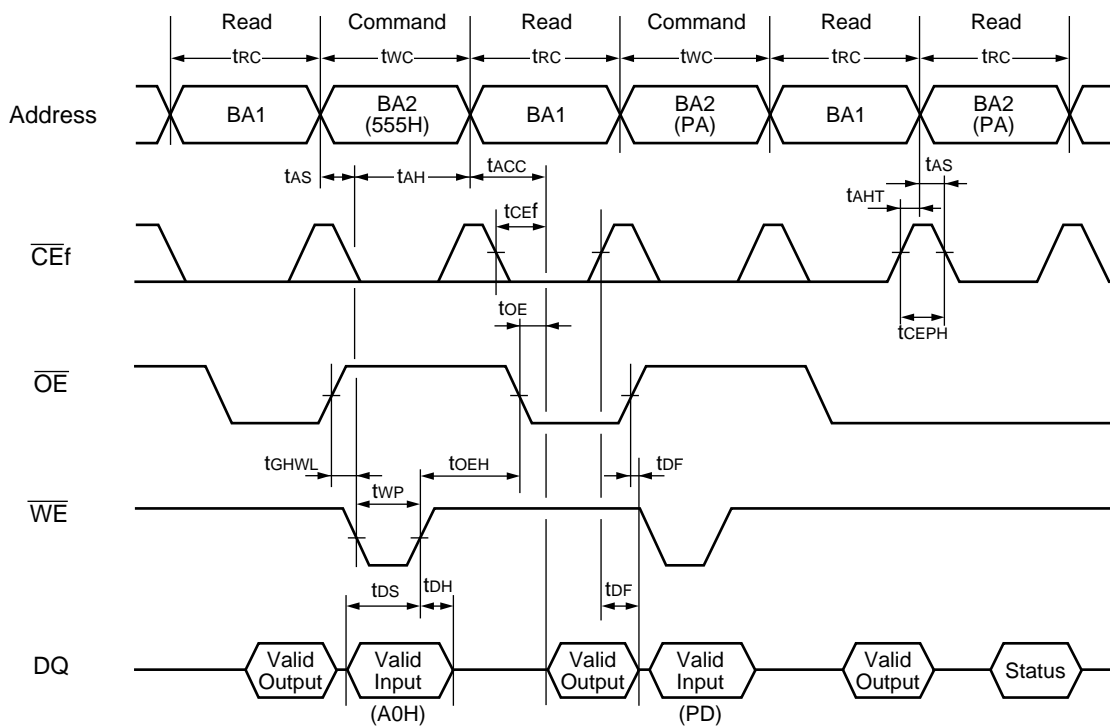 Read Command Read Command Read Read
tRC tWC tRC tWC tRC tRC
Address BA1 BA2 (555H) BA1 BA2 (PA) BA1 BA2 (PA)
tAS tAH tACC tAS
tAHT
CEf tCEf
tOE tCEPH
OE
tGHWL tOEH tDF
tWP
WE
tDS tDH tDF
DQ Valid Output Valid Input Valid Output Valid Input Valid Output Status
(A0H) (PD)